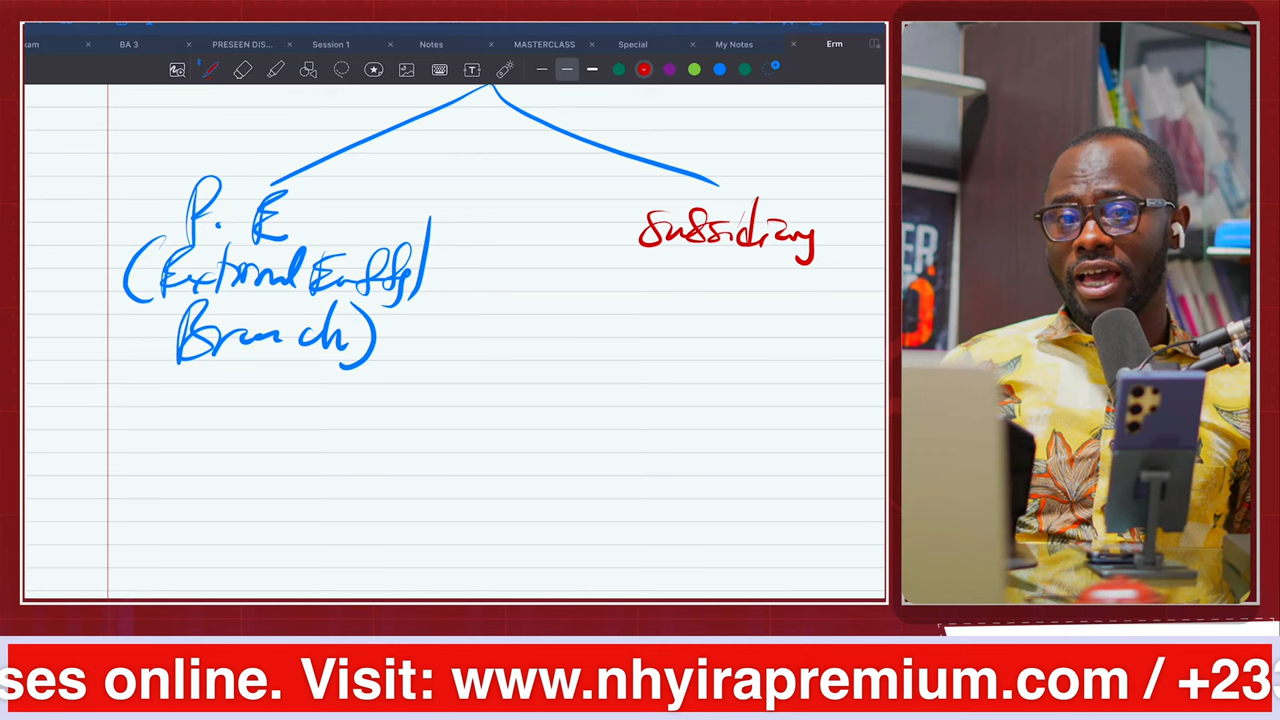 am
BA 3
PRESEEN DIS...
Session 1
Notes
MASTERCLASS
Special
My Notes
Erm
P. E
(External Entity)
Branch)
Subsidiary
ses online. Visit: www.nhyirapremium.com / +233